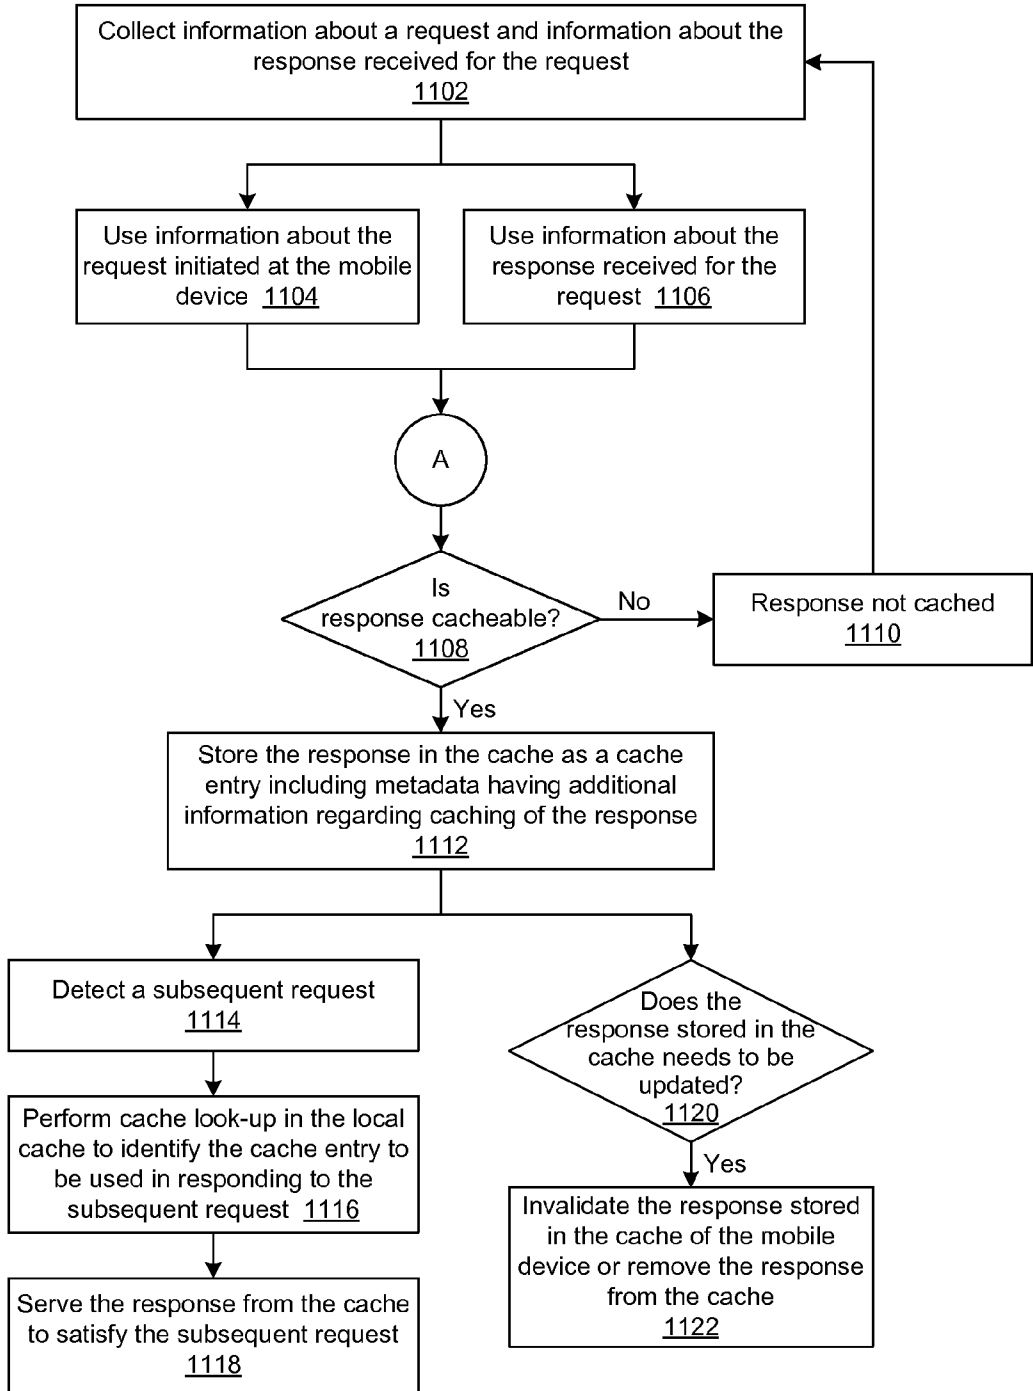 Collect information about a request and information about the
response received for the request
1102
Use information about the
request initiated at the mobile
device 1104
Use information about the
response received for the
request 1106
A
Is
response cacheable?
1108
No
Response not cached
1110
Yes
Store the response in the cache as a cache
entry including metadata having additional
information regarding caching of the response
1112
Detect a subsequent request
1114
Perform cache look-up in the local
cache to identify the cache entry to
be used in responding to the
subsequent request 1116
Serve the response from the cache
to satisfy the subsequent request
1118
Does the
response stored in the
cache needs to be
updated?
1120
Yes
Invalidate the response stored
in the cache of the mobile
device or remove the response
from the cache
1122